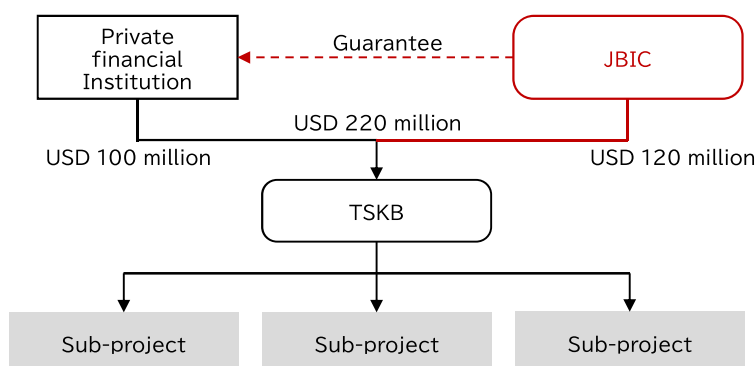 Private
financial
Institution
Guarantee
JBIC
USD 220 million
USD 100 million
USD 120 million
TSKB
Sub-project
Sub-project
Sub-project